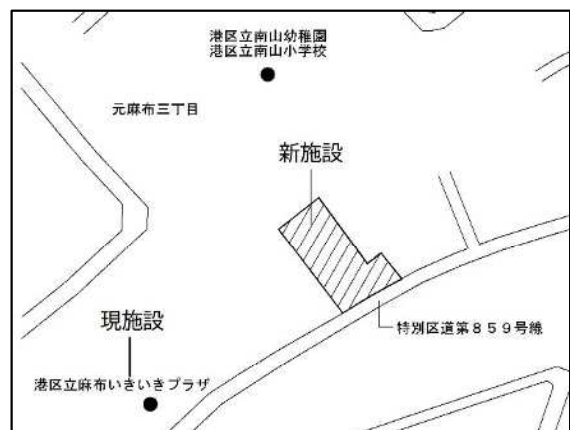 港区立南山幼稚園
港区立南山小学校
元麻布三丁目
新施設
特別区道第８５９号線
現施設
港区立麻布いきいきプラザ